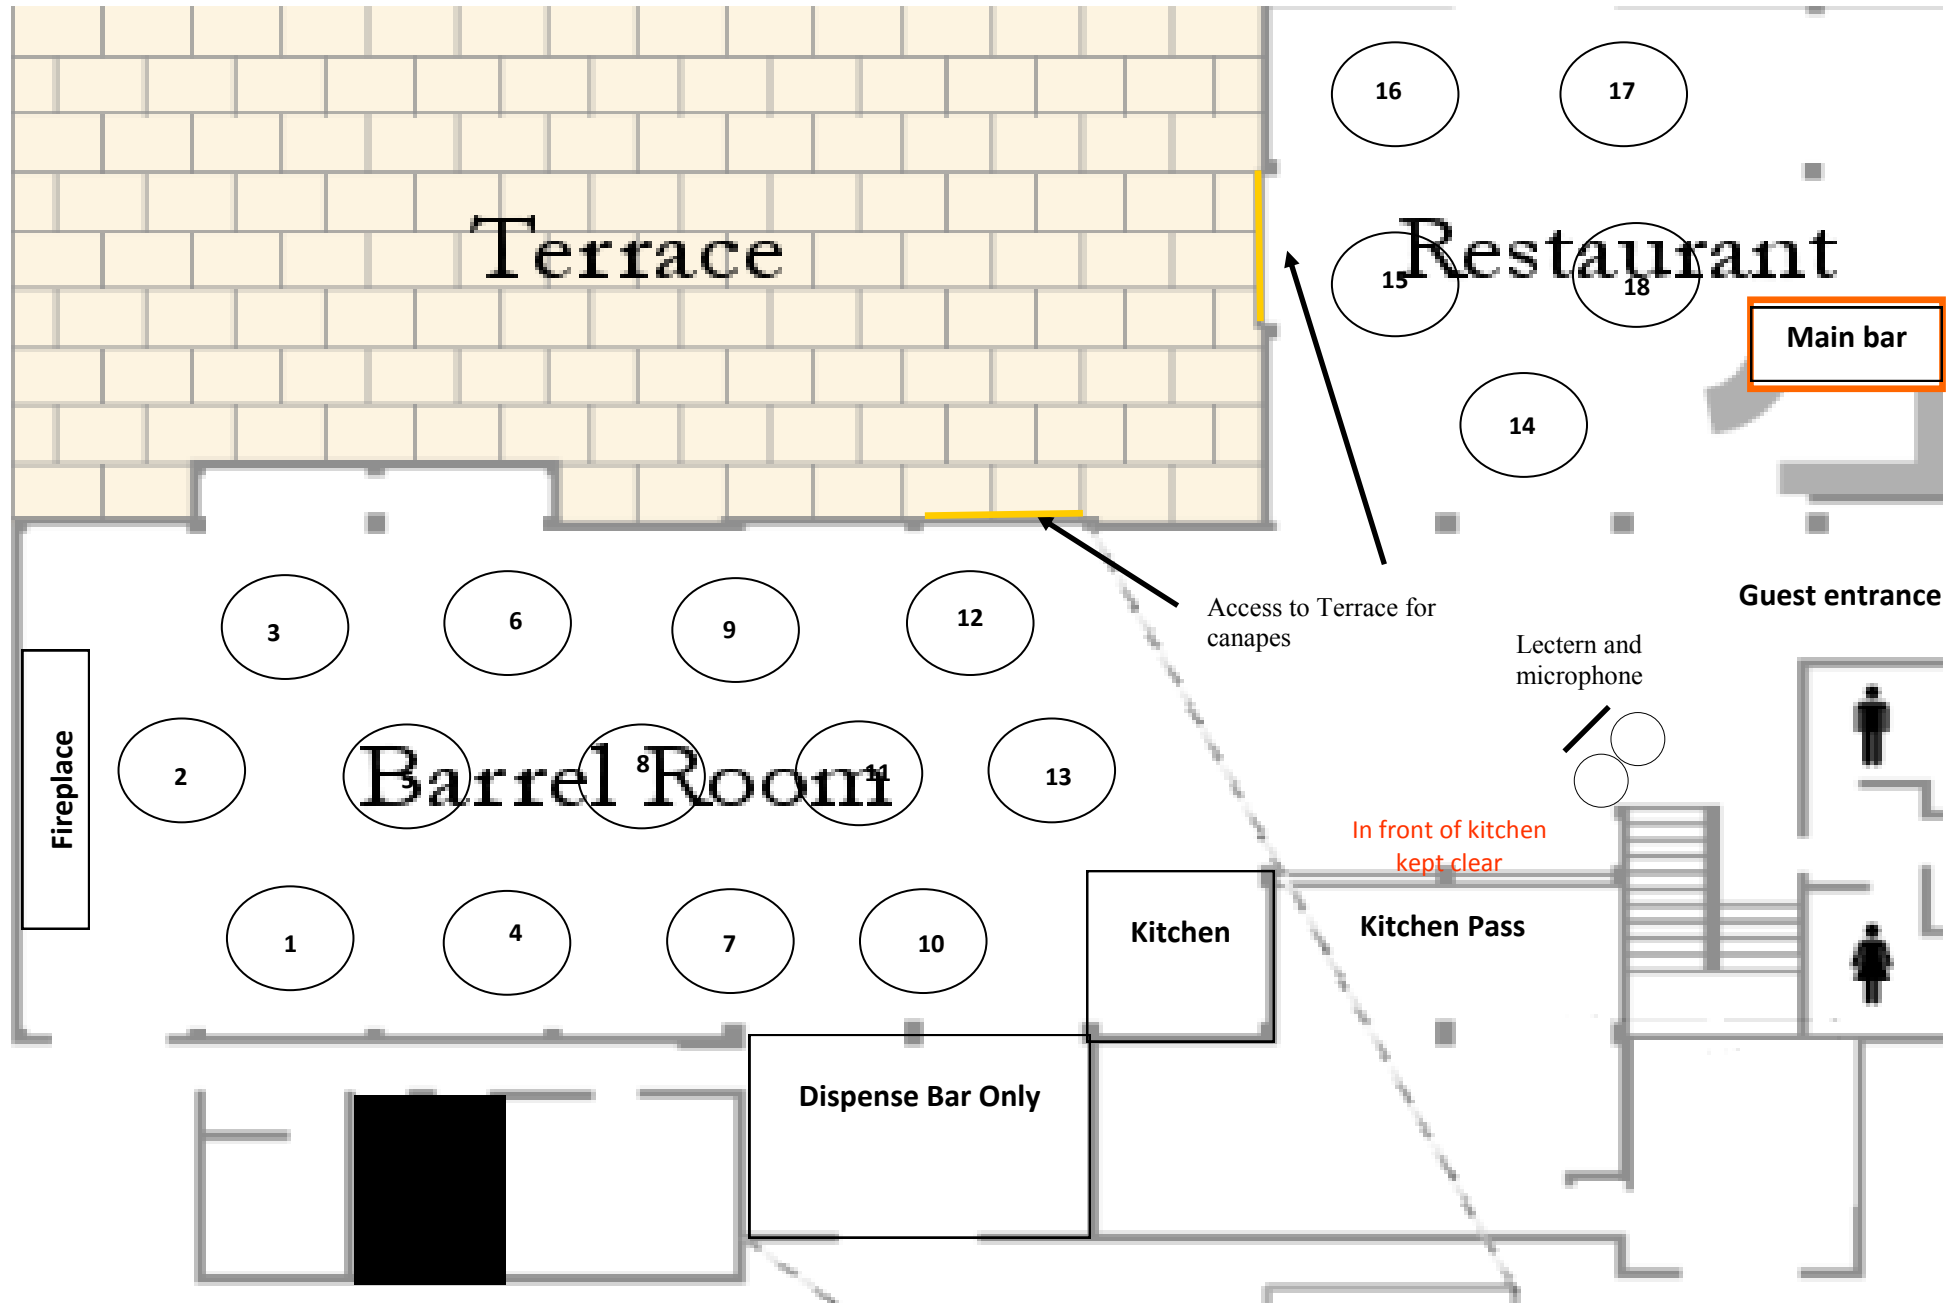 16
17
Terrace
Restaurant
15
18
Main bar
14
Guest entrance
Access to Terrace for
canapes
Lectern and
microphone
3
6
9
12
Fireplace
2
5
8
11
13
Barrel Room
In front of kitchen
kept clear
1
4
7
10
Kitchen
Kitchen Pass
Dispense Bar Only